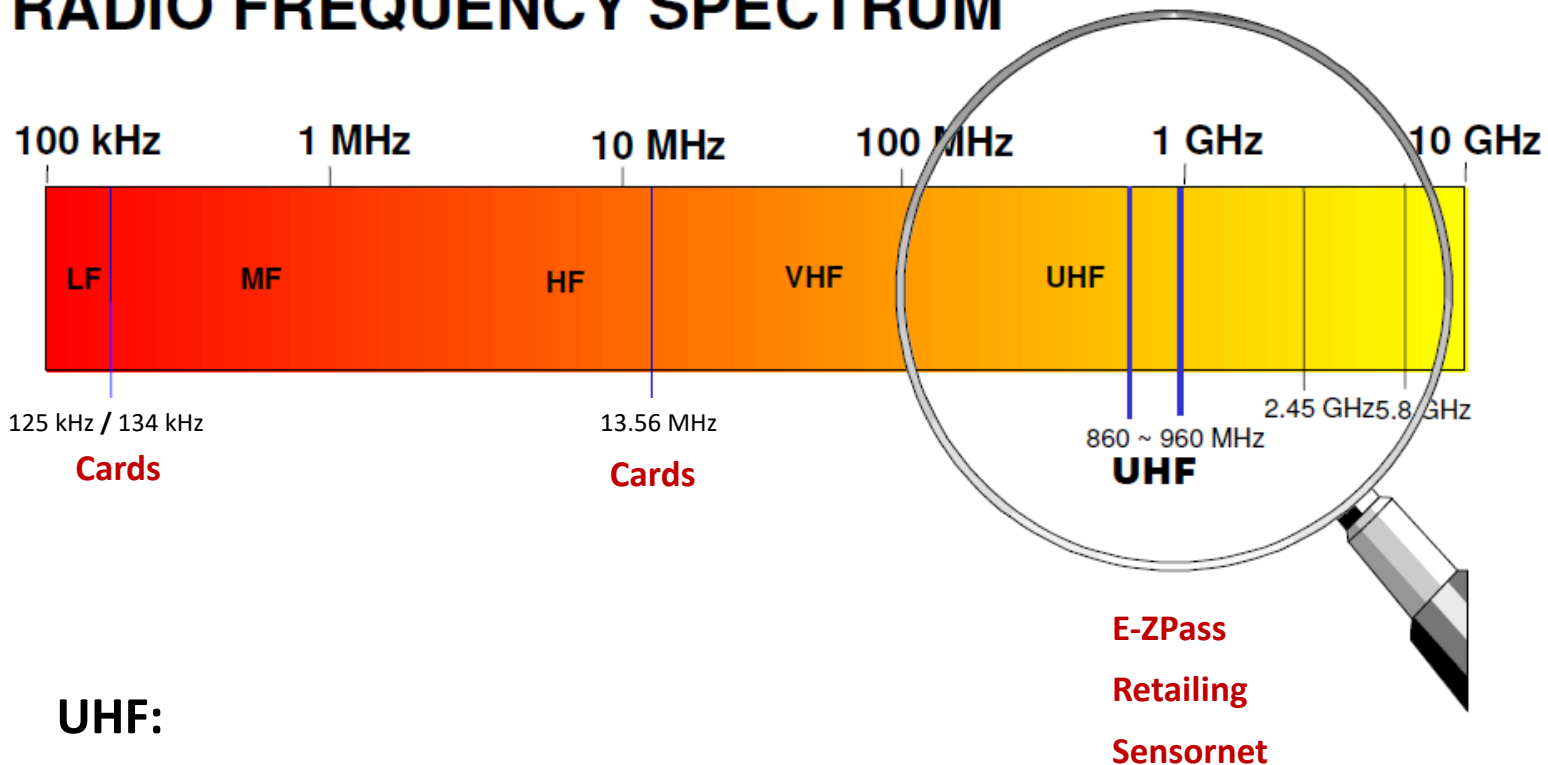 RADIO FREQUENCY SPECTRUM
100 kHz 1 MHz 10 MHz 100 MHz 1 GHz 10 GHz
LF MF HF VHF UHF
125 kHz / 134 kHz 13.56 MHz 2.45 GHz 5.8 GHz
860 ~ 960 MHz
Cards Cards UHF
E-ZPass
Retailing
UHF:
Sensornet